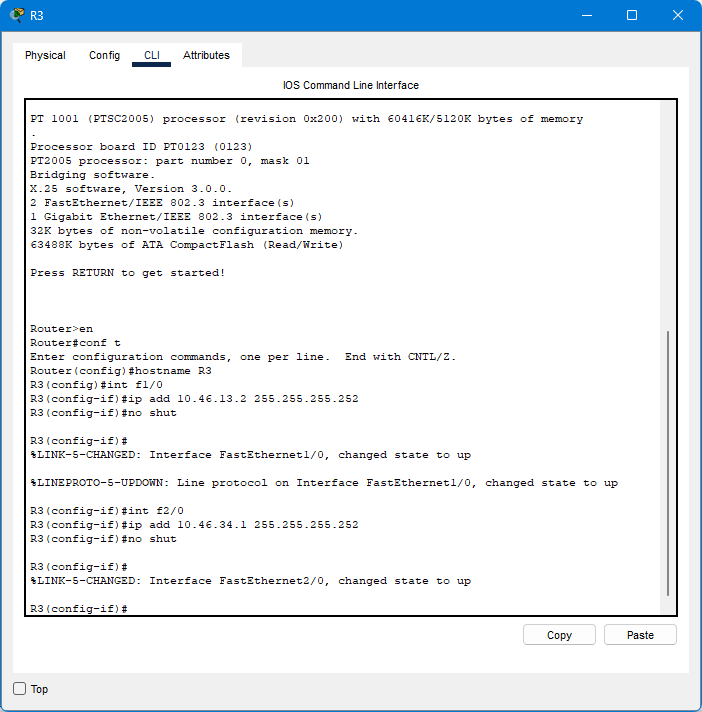 R3
Physical Config CLI Attributes
IOS Command Line Interface
PT 1001 (PTSC2005) processor (revision 0x200) with 60416K/5120K bytes of memory
.
Processor board ID PT0123 (0123)
PT2005 processor: part number 0, mask 01
Bridging software.
X.25 software, Version 3.0.0.
2 FastEthernet/IEEE 802.3 interface(s)
1 Gigabit Ethernet/IEEE 802.3 interface(s)
32K bytes of non-volatile configuration memory.
63488K bytes of ATA CompactFlash (Read/Write)
Press RETURN to get started!
Router>en
Router#conf t
Enter configuration commands, one per line.  End with CNTL/Z.
Router(config)#hostname R3
R3(config)#int f1/0
R3(config-if)#ip add 10.46.13.2 255.255.255.252
R3(config-if)#no shut
R3(config-if)#
%LINK-5-CHANGED: Interface FastEthernet1/0, changed state to up
%LINEPROTO-5-UPDOWN: Line protocol on Interface FastEthernet1/0, changed state to up
R3(config-if)#int f2/0
R3(config-if)#ip add 10.46.34.1 255.255.255.252
R3(config-if)#no shut
R3(config-if)#
%LINK-5-CHANGED: Interface FastEthernet2/0, changed state to up
R3(config-if)#
Copy Paste
Top